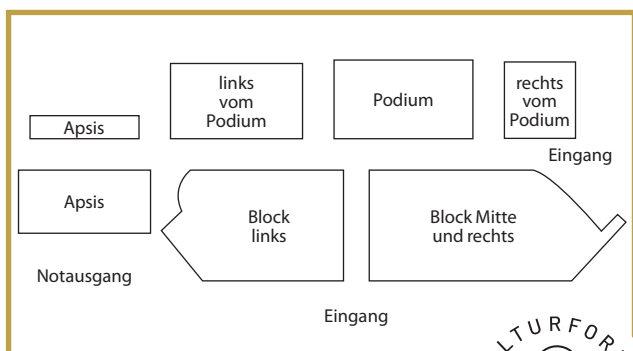 links
vom
Podium
Podium
rechts
vom
Podium
Apsis
Eingang
Apsis
Block
links
Block Mitte
und rechts
Notausgang
Eingang
LTURFOR